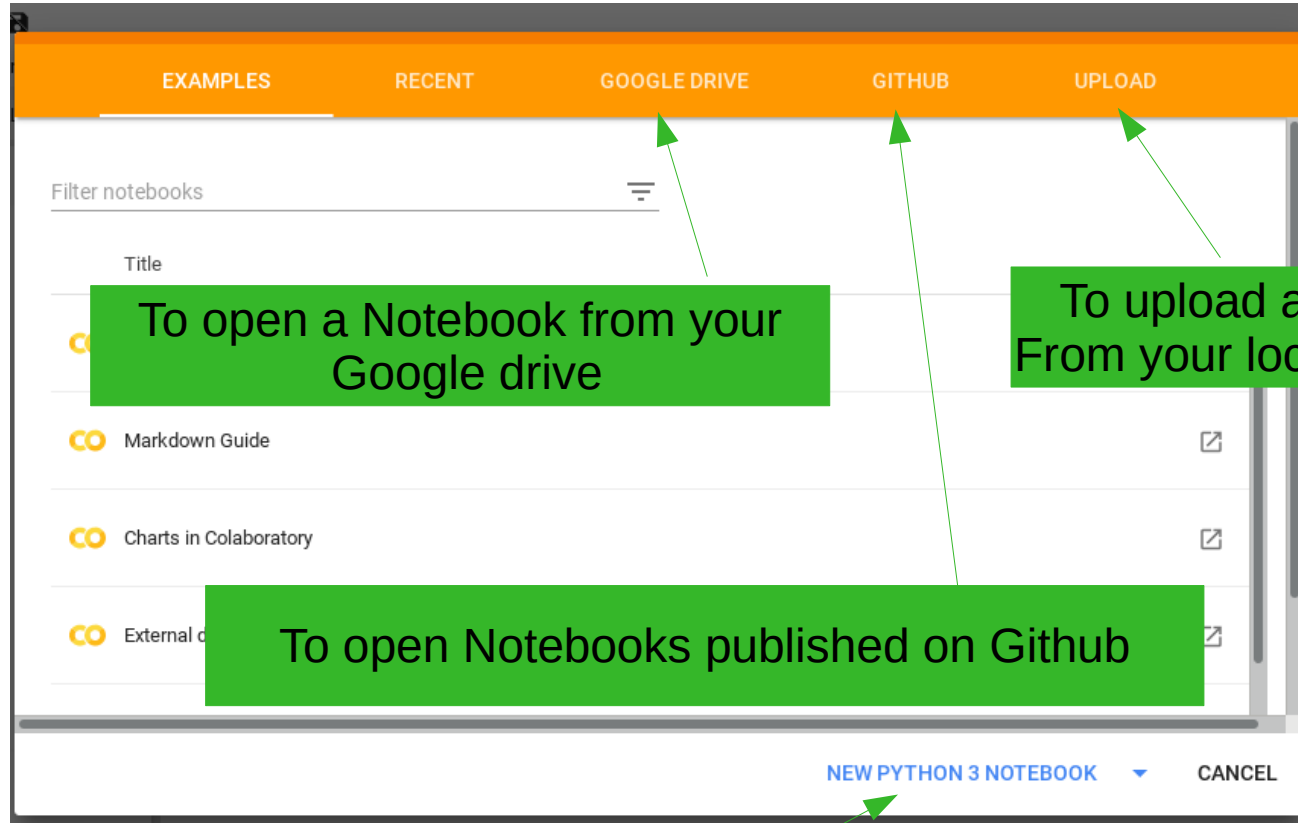 EXAMPLES RECENT GOOGLE DRIVE GITHUB UPLOAD
Filter notebooks
Title
To open a Notebook from your
Google drive
To upload a
From your loc
Markdown Guide
Charts in Colaboratory
External d
To open Notebooks published on Github
NEW PYTHON 3 NOTEBOOK CANCEL